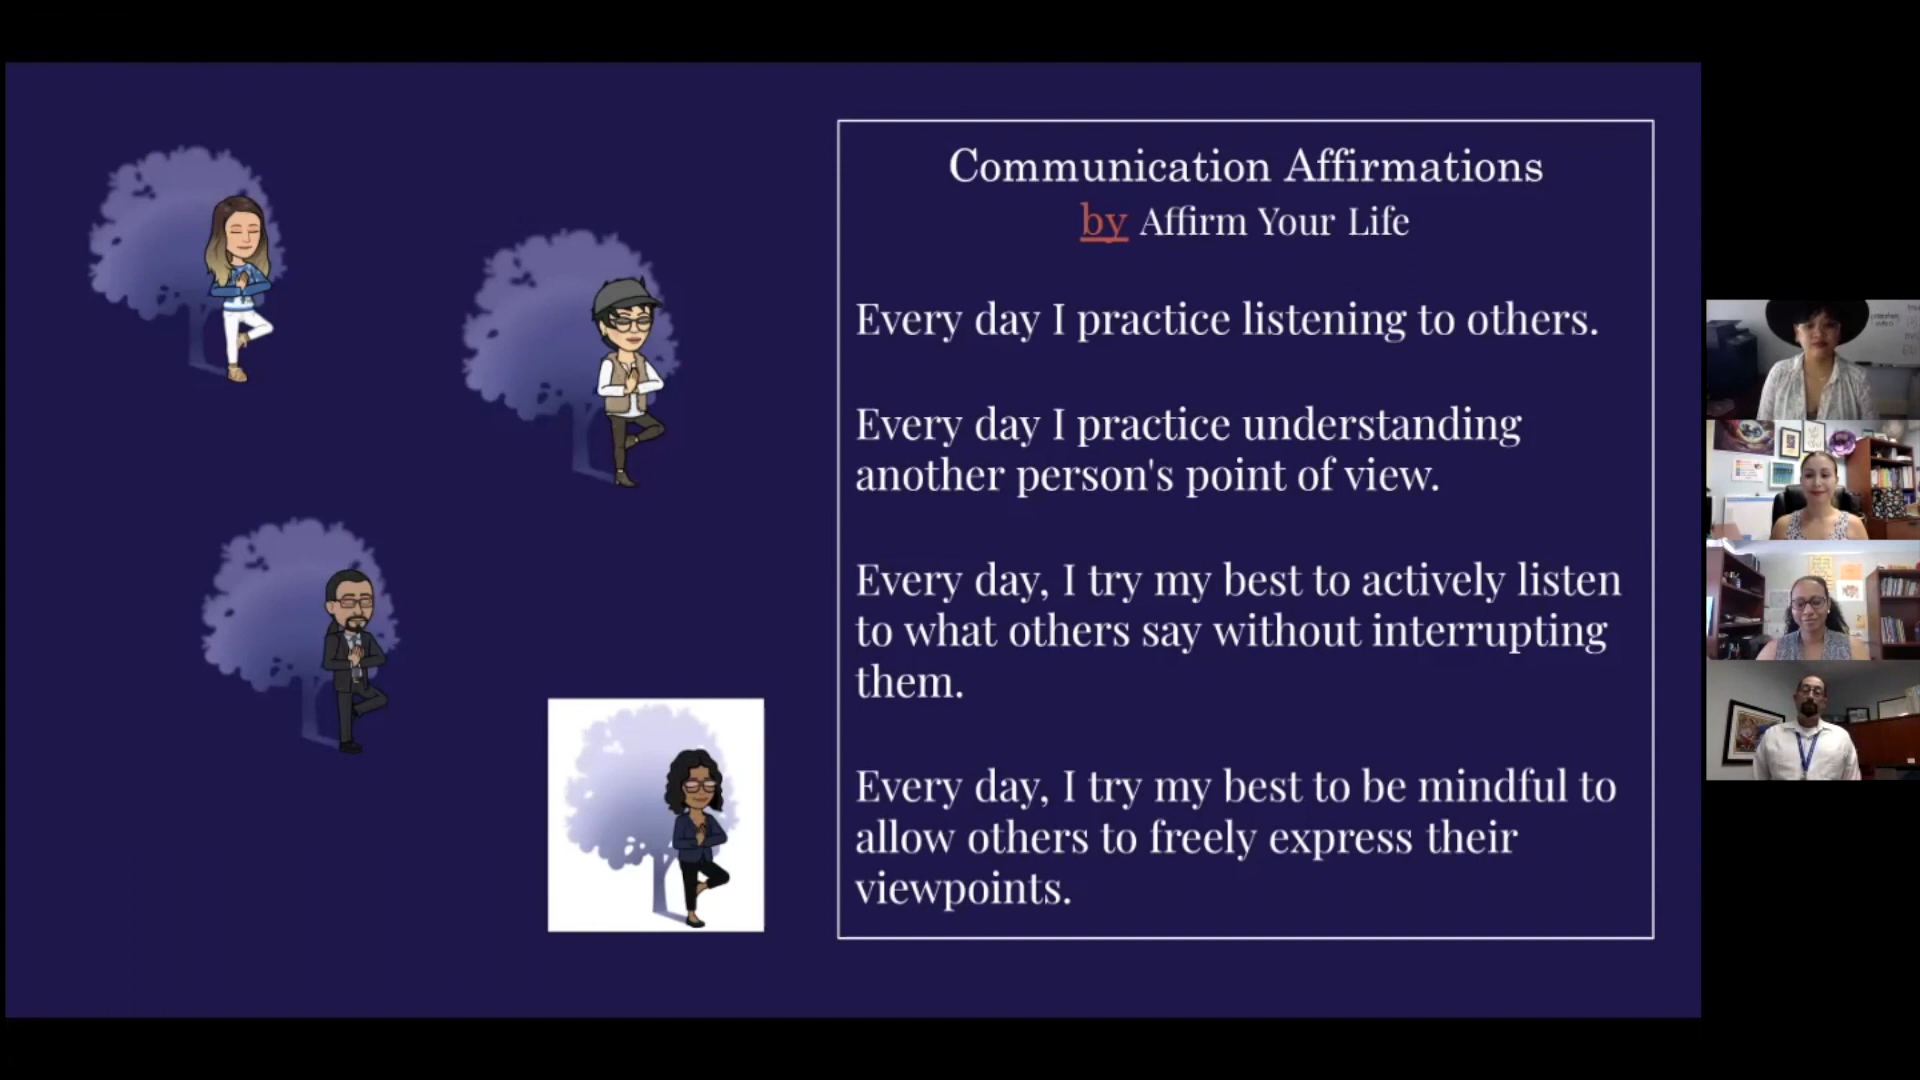 Communication Affirmations
by Affirm Your Life
Every day I practice listening to others.
Every day I practice understanding
another person's point of view.
Every day, I try my best to actively listen
to what others say without interrupting
them.
Every day, I try my best to be mindful to
allow others to freely express their
viewpoints.